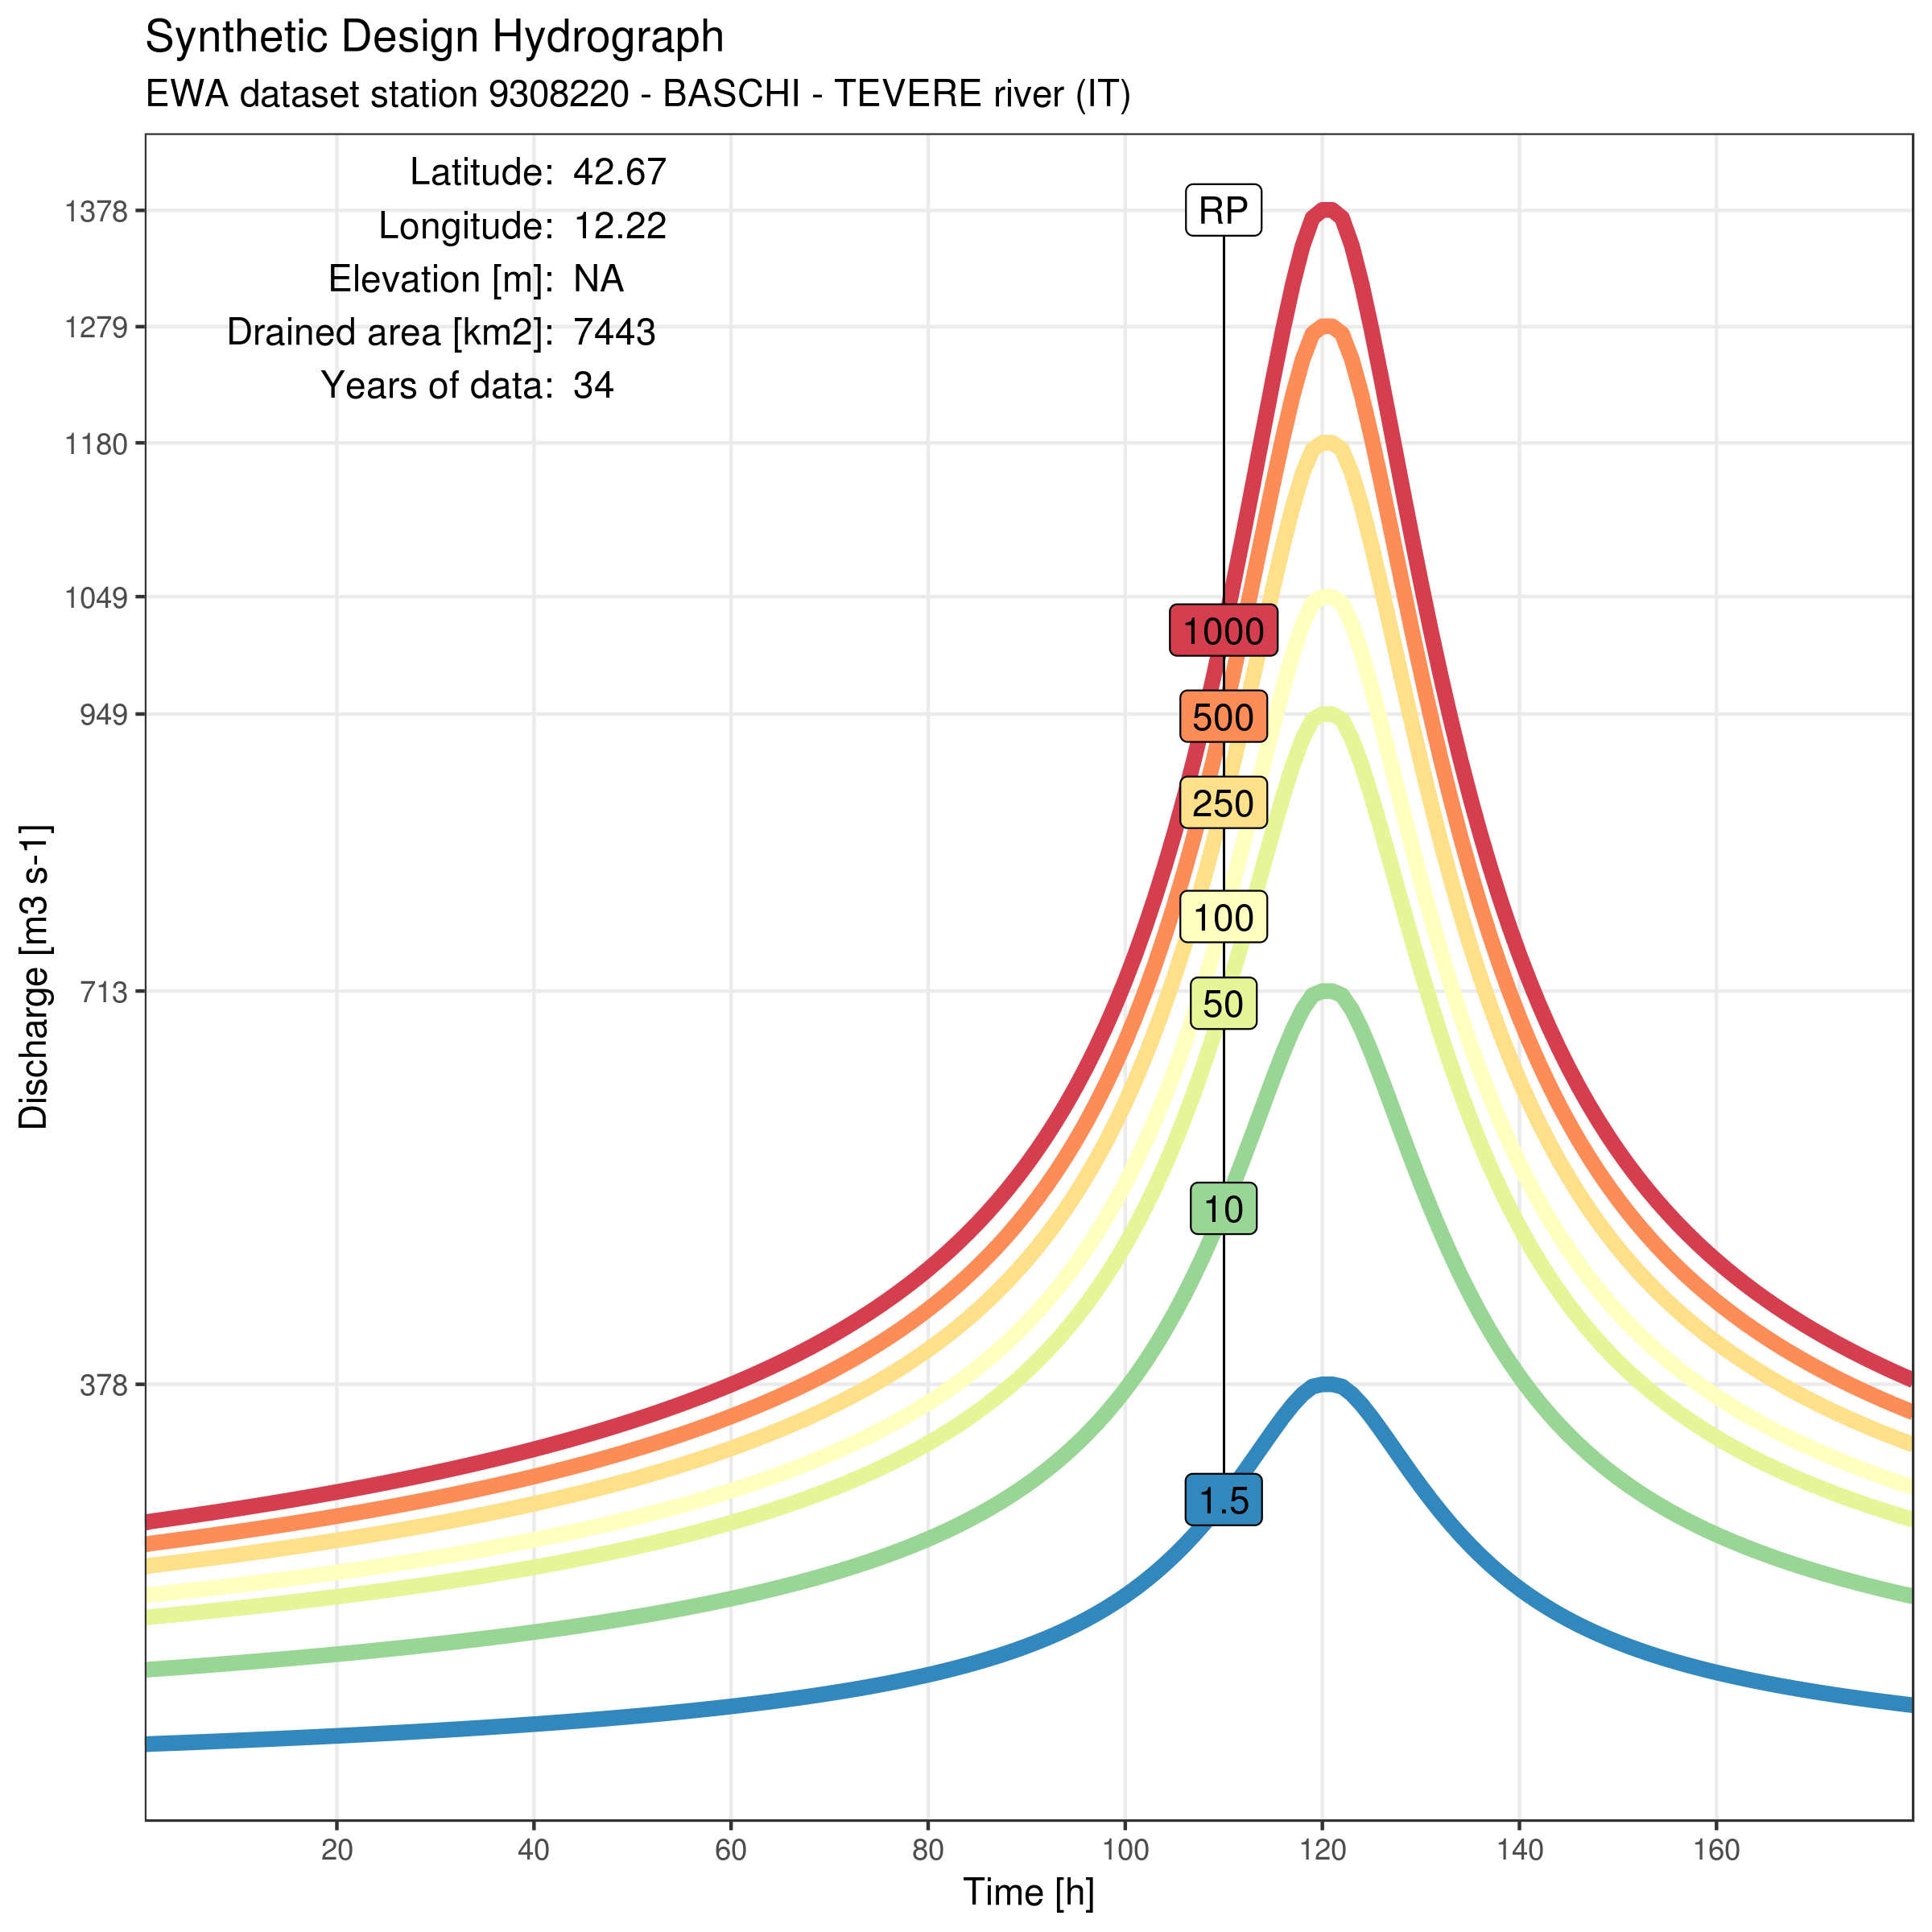 Synthetic Design Hydrograph
EWA dataset station 9308220 - BASCHI - TEVERE river (IT)
Latitude: 42.67
Longitude: 12.22
Elevation [m]: NA
Drained area [km2]: 7443
Years of data: 34
RP
1000
500
250
100
50
10
1.5
1378
1279
1180
1049
949
713
378
Discharge [m3 s-1]
20 40 60 80 100 120 140 160
Time [h]